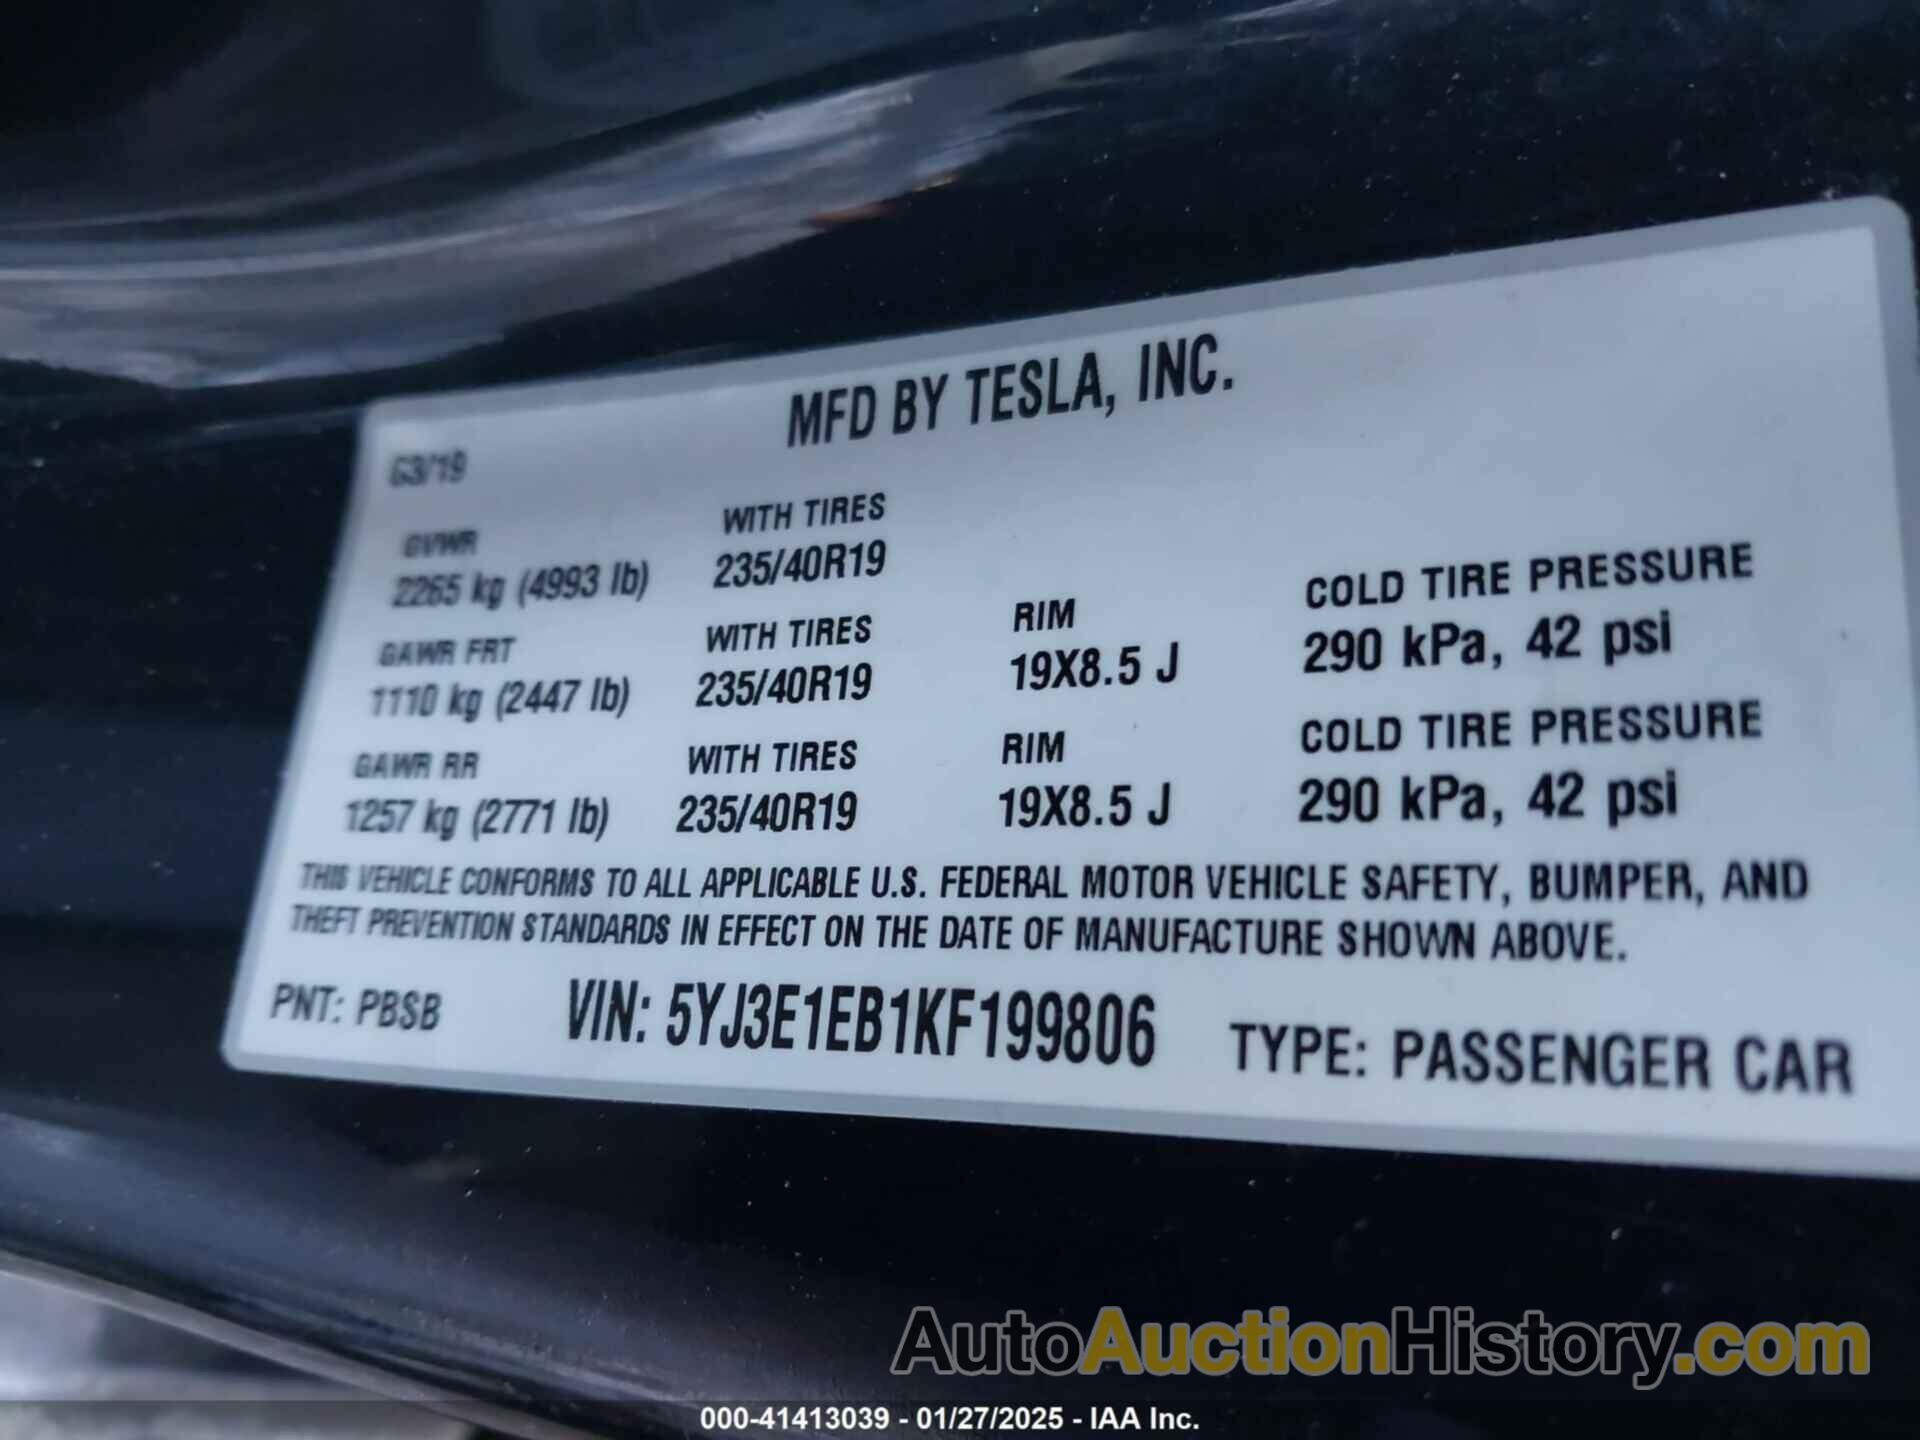 MFD BY TESLA, INC.
03/19
GVWR
2265 kg (4993 lb)
WITH TIRES
235/40R19
GAWR FRT
1110 kg (2447 lb)
WITH TIRES
235/40R19
RIM
19X8.5 J
COLD TIRE PRESSURE
290 kPa, 42 psi
GAWR RR
1257 kg (2771 lb)
WITH TIRES
235/40R19
RIM
19X8.5 J
COLD TIRE PRESSURE
290 kPa, 42 psi
THIS VEHICLE CONFORMS TO ALL APPLICABLE U.S. FEDERAL MOTOR VEHICLE SAFETY, BUMPER, AND
THEFT PREVENTION STANDARDS IN EFFECT ON THE DATE OF MANUFACTURE SHOWN ABOVE.
PNT: PBSB
VIN: 5YJ3E1EB1KF199806
TYPE: PASSENGER CAR
AutoAuctionHistory.com
000-41413039 - 01/27/2025 - IAA Inc.